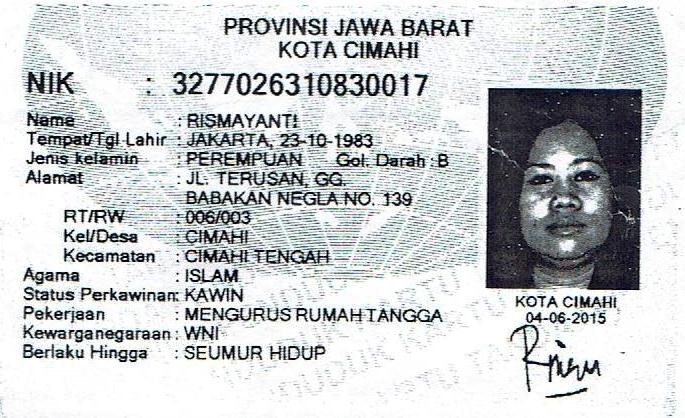 PROVINSI JAWA BARAT
KOTA CIMAHI
NIK : 3277026310830017
Nama : RISMAYANTI
Tempat/Tgl Lahir : JAKARTA, 23-10-1983
Jenis kelamin : PEREMPUAN Gol. Darah : B
Alamat : JL. TERUSAN, GG.
BABAKAN NEGLA NO. 139
RT/RW : 006/003
Kel/Desa : CIMAHI
Kecamatan : CIMAHI TENGAH
Agama : ISLAM
Status Perkawinan: KAWIN
Pekerjaan : MENGURUS RUMAH TANGGA
Kewarganegaraan : WNI
Berlaku Hingga : SEUMUR HIDUP
KOTA CIMAHI
04-06-2015